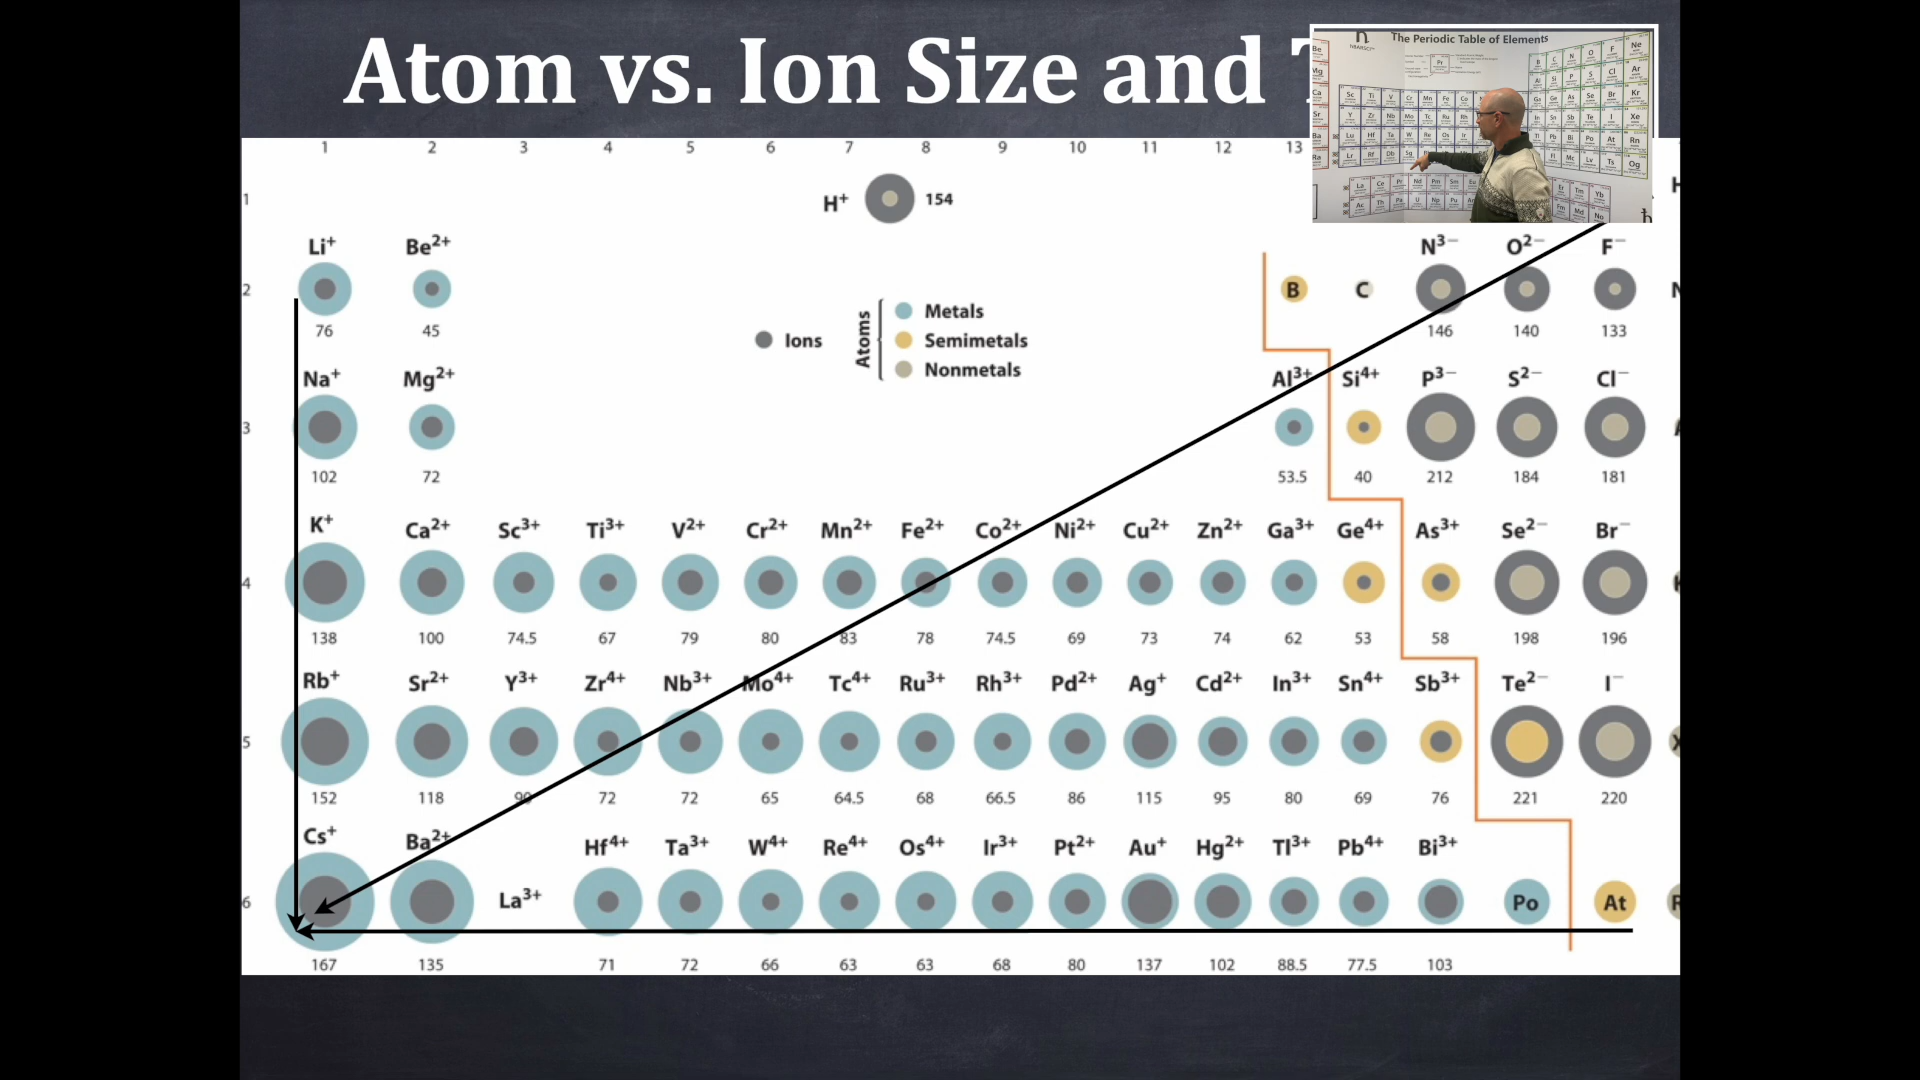 Atom vs. Ion Size and
The Periodic Table of Elements
1 2 3 4 5 6 7 8 9 10 11 12 13
1 H⁺ 154
Li⁺ Be²⁺ N³⁻ O²⁻ F⁻
2 B C
76 45 146 140 133
Ions
Atoms
Metals
Semimetals
Nonmetals
Na⁺ Mg²⁺ Al³⁺ Si⁴⁺ P³⁻ S²⁻ Cl⁻
3
102 72 53.5 40 212 184 181
K⁺ Ca²⁺ Sc³⁺ Ti³⁺ V²⁺ Cr²⁺ Mn²⁺ Fe²⁺ Co²⁺ Ni²⁺ Cu²⁺ Zn²⁺ Ga³⁺ Ge⁴⁺ As³⁺ Se²⁻ Br⁻
4
138 100 74.5 67 79 80 83 78 74.5 69 73 74 62 53 58 198 196
Rb⁺ Sr²⁺ Y³⁺ Zr⁴⁺ Nb³⁺ Mo⁴⁺ Tc⁴⁺ Ru³⁺ Rh³⁺ Pd²⁺ Ag⁺ Cd²⁺ In³⁺ Sn⁴⁺ Sb³⁺ Te²⁻ I⁻
5
152 118 90 72 72 65 64.5 68 66.5 86 115 95 80 69 76 221 220
Cs⁺ Ba²⁺ Hf⁴⁺ Ta³⁺ W⁴⁺ Re⁴⁺ Os⁴⁺ Ir³⁺ Pt²⁺ Au⁺ Hg²⁺ Tl³⁺ Pb⁴⁺ Bi³⁺
6 La³⁺ Po At
167 135 71 72 66 63 63 68 80 137 102 88.5 77.5 103